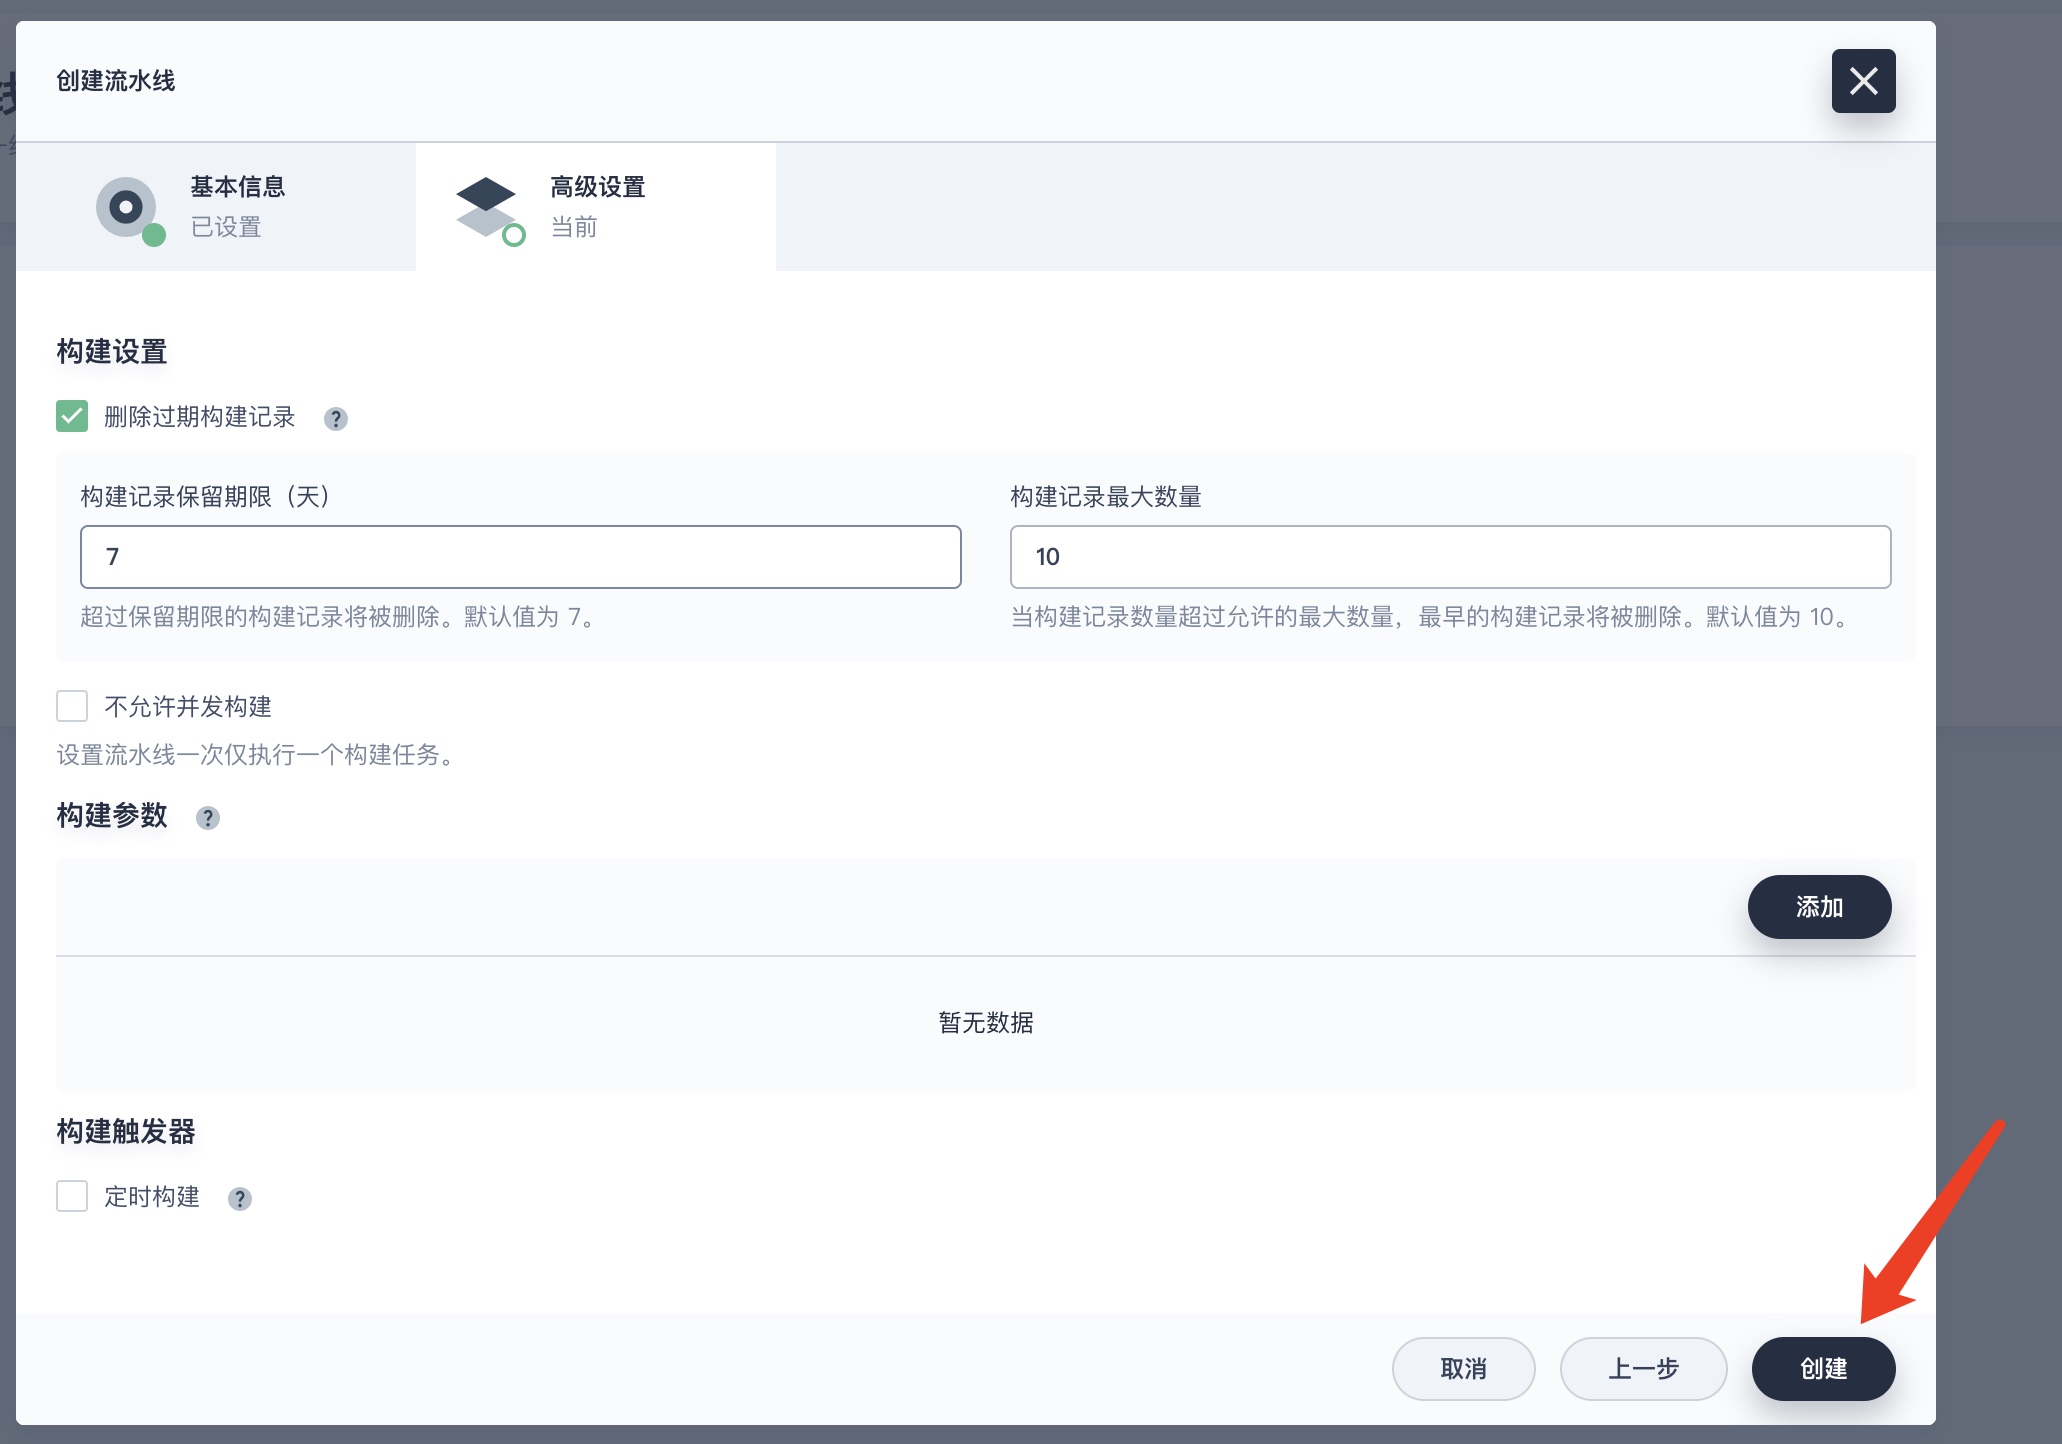 创建流水线
基本信息
已设置
高级设置
当前
构建设置
删除过期构建记录 ?
构建记录保留期限（天）
7
超过保留期限的构建记录将被删除。默认值为 7。
构建记录最大数量
10
当构建记录数量超过允许的最大数量，最早的构建记录将被删除。默认值为 10。
不允许并发构建
设置流水线一次仅执行一个构建任务。
构建参数 ?
添加
暂无数据
构建触发器
定时构建 ?
取消
上一步
创建